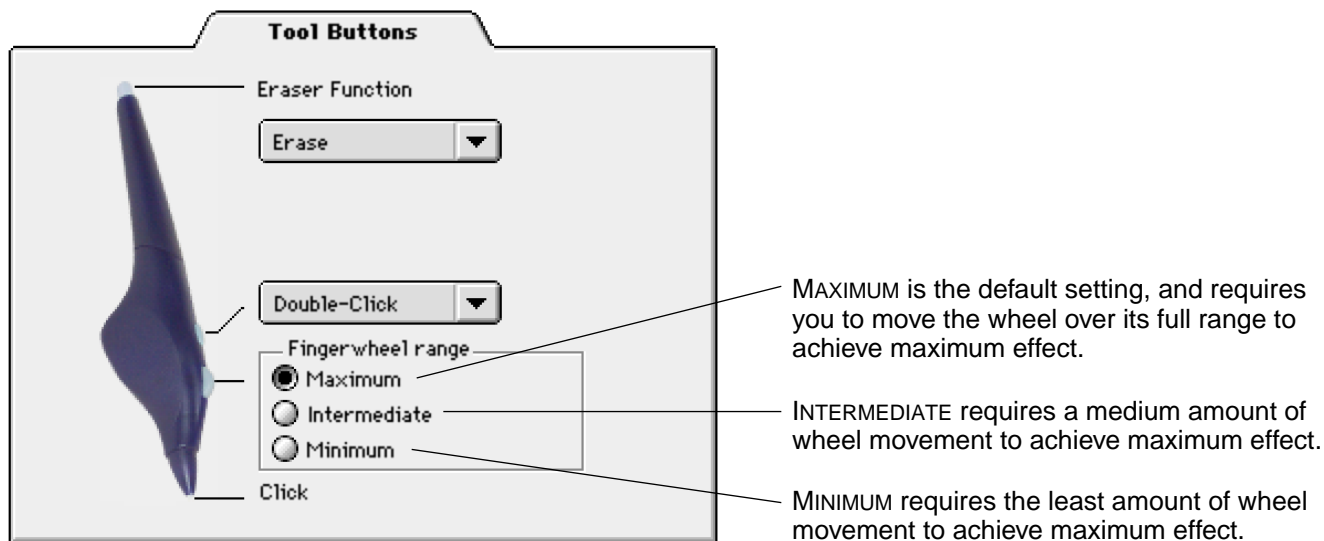 Tool Buttons
Eraser Function
Erase
Double-Click
Fingerwheel range
Maximum
Intermediate
Minimum
Click
MAXIMUM is the default setting, and requires
you to move the wheel over its full range to
achieve maximum effect.
INTERMEDIATE requires a medium amount of
wheel movement to achieve maximum effect.
MINIMUM requires the least amount of wheel
movement to achieve maximum effect.